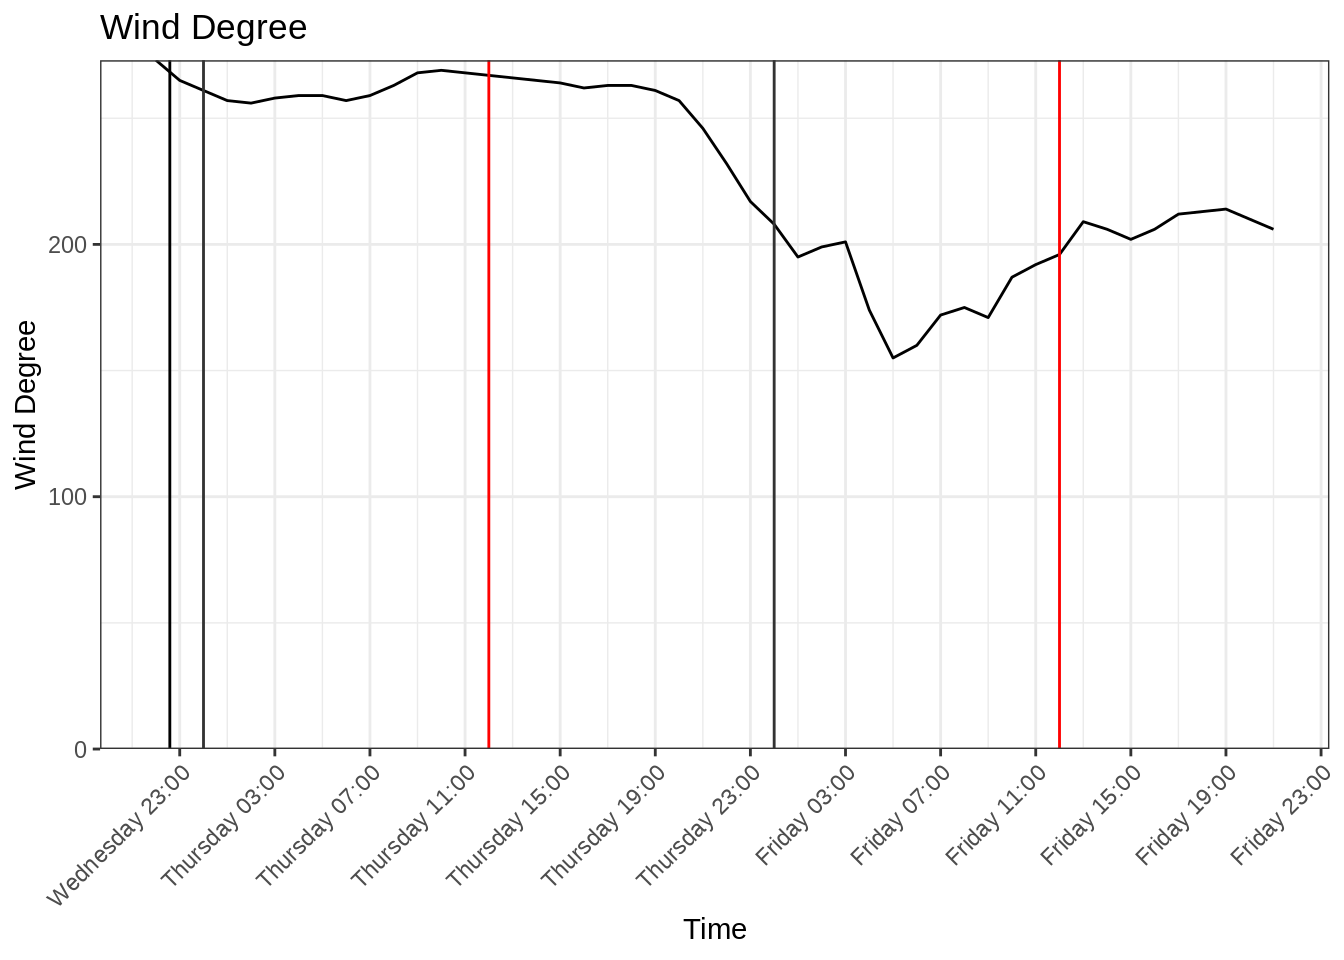 Wind Degree
Wind Degree
200
100
0
Wednesday 23:00
Thursday 03:00
Thursday 07:00
Thursday 11:00
Thursday 15:00
Thursday 19:00
Thursday 23:00
Friday 03:00
Friday 07:00
Friday 11:00
Friday 15:00
Friday 19:00
Friday 23:00
Time